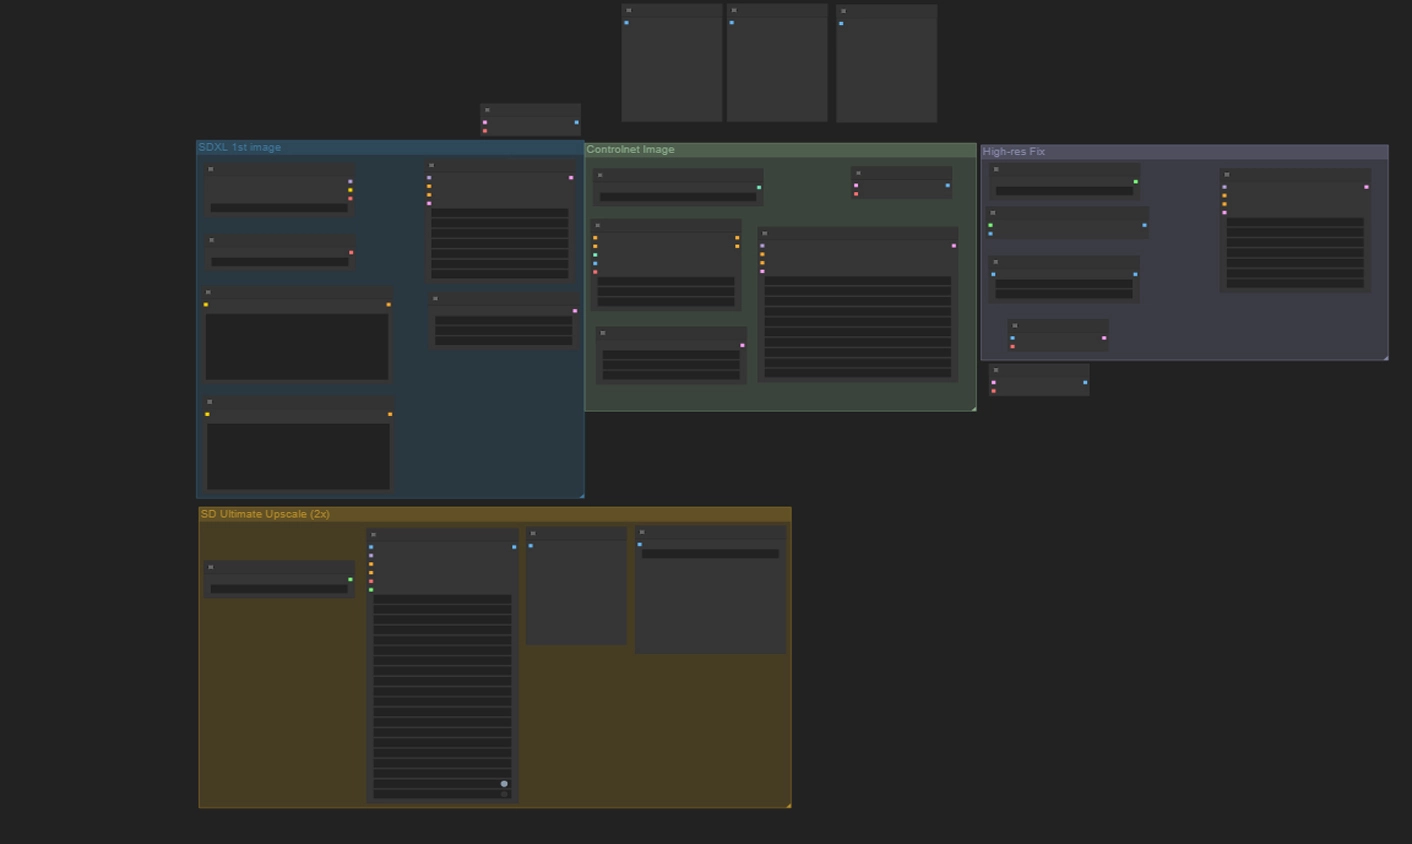 SDXL 1st image
Controlnet Image
High-res Fix
SD Ultimate Upscale (2x)